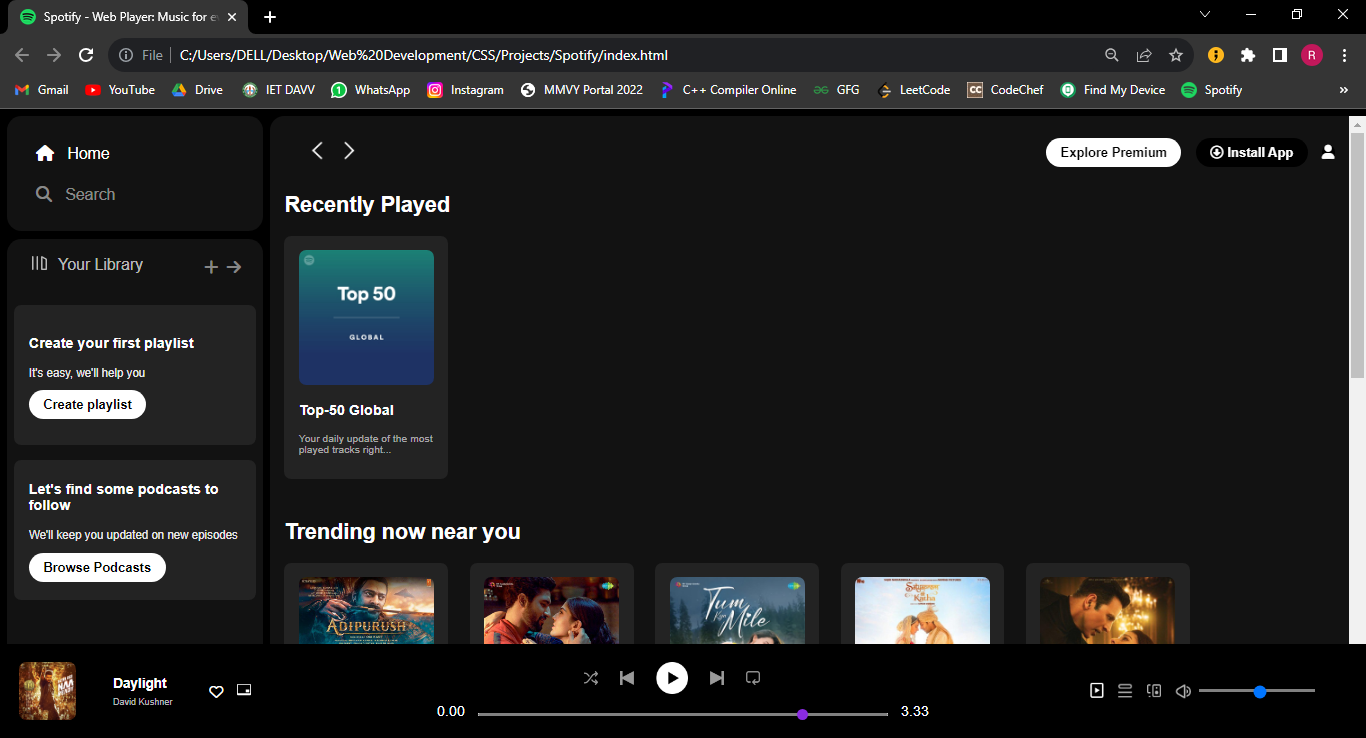 Spotify - Web Player: Music for e
File
C:/Users/DELL/Desktop/Web%20Development/CSS/Projects/Spotify/index.html
R
Gmail
YouTube
Drive
IET DAVV
WhatsApp
Instagram
MMVY Portal 2022
C++ Compiler Online
GFG
LeetCode
CC
CodeChef
Find My Device
Spotify
»
Home
Search
Your Library
Create your first playlist
It's easy, we'll help you
Create playlist
Let's find some podcasts to
follow
We'll keep you updated on new episodes
Browse Podcasts
Explore Premium
Install App
Recently Played
Top 50
GLOBAL
Top-50 Global
Your daily update of the most
played tracks right...
Trending now near you
ADIPURUSH
Tum
Mile
Satyaprem
Ki
Katha
Daylight
David Kushner
0.00
3.33